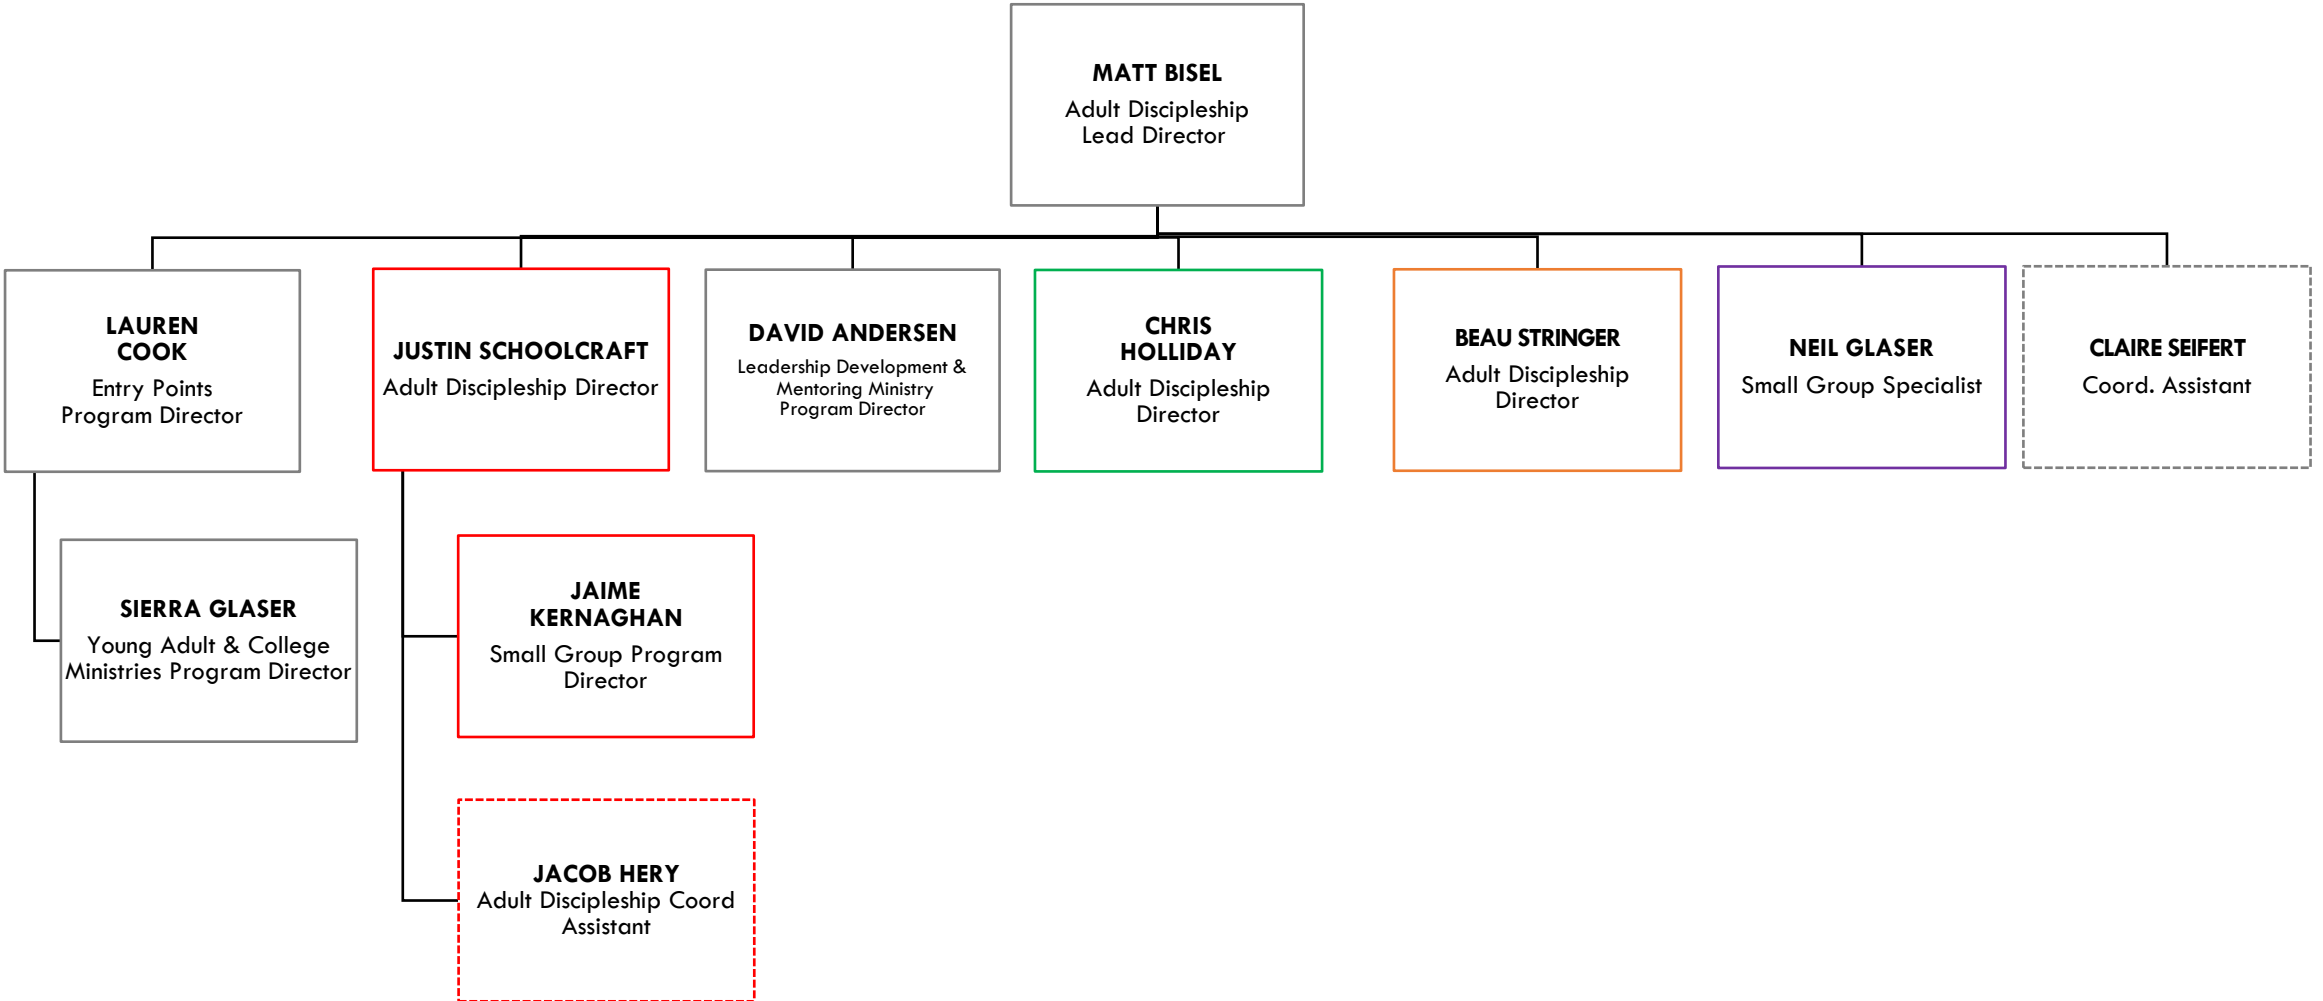 MATT BISEL
Adult Discipleship
Lead Director
LAUREN
COOK
Entry Points
Program Director
JUSTIN SCHOOLCRAFT
Adult Discipleship Director
DAVID ANDERSEN
Leadership Development &
Mentoring Ministry
Program Director
CHRIS
HOLLIDAY
Adult Discipleship
Director
BEAU STRINGER
Adult Discipleship
Director
NEIL GLASER
Small Group Specialist
CLAIRE SEIFERT
Coord. Assistant
SIERRA GLASER
Young Adult & College
Ministries Program Director
JAIME
KERNAGHAN
Small Group Program
Director
JACOB HERY
Adult Discipleship Coord
Assistant